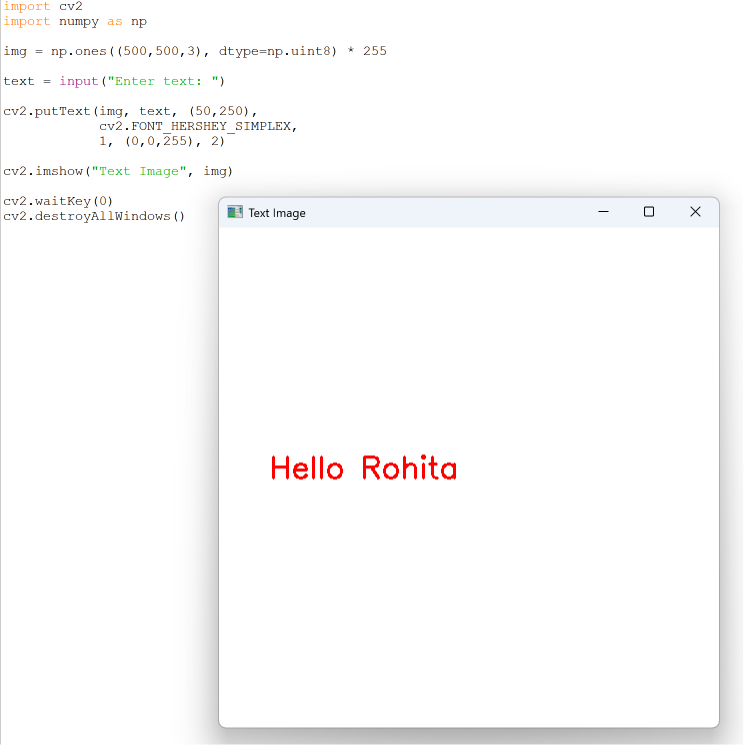 import cv2
import numpy as np
img = np.ones((500,500,3), dtype=np.uint8) * 255
text = input("Enter text: ")
cv2.putText(img, text, (50,250),
            cv2.FONT_HERSHEY_SIMPLEX,
            1, (0,0,255), 2)
cv2.imshow("Text Image", img)
cv2.waitKey(0)
cv2.destroyAllWindows()
Text Image
Hello Rohita